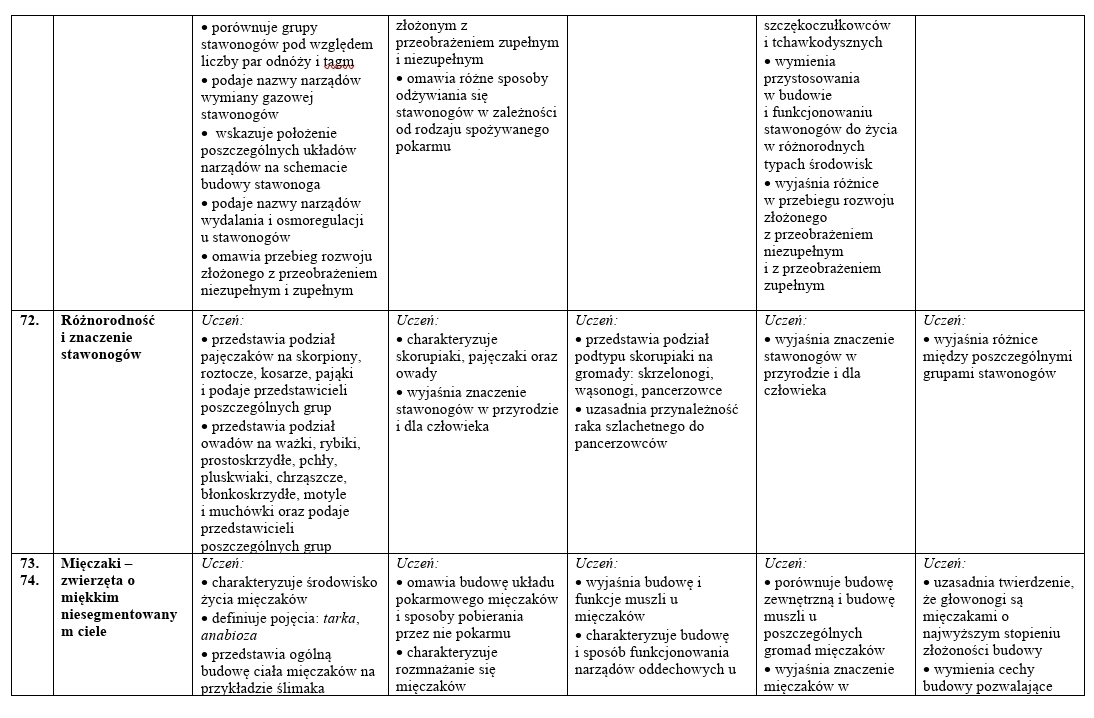 • porównuje grupy
stawonogów pod względem
liczby par odnóży i tagm
• podaje nazwy narządów
wymiany gazowej
stawonogów
• wskazuje położenie
poszczególnych układów
narządów na schemacie
budowy stawonoga
• podaje nazwy narządów
wydalania i osmoregulacji
u stawonogów
• omawia przebieg rozwoju
złożonego z przeobrażeniem
niezupełnym i zupełnym
złożonym z
przeobrażeniem zupełnym
i niezupełnym
• omawia różne sposoby
odżywiania się
stawonogów w zależności
od rodzaju spożywanego
pokarmu
szczękoczułkowców
i tchawkodysznych
• wymienia
przystosowania
w budowie
i funkcjonowaniu
stawonogów do życia
w różnorodnych
typach środowisk
• wyjaśnia różnice
w przebiegu rozwoju
złożonego
z przeobrażeniem
niezupełnym
i z przeobrażeniem
zupełnym
72.
Różnorodność
i znaczenie
stawonogów
Uczeń:
• przedstawia podział
pajęczaków na skorpiony,
roztocze, kosarze, pająki
i podaje przedstawicieli
poszczególnych grup
• przedstawia podział
owadów na ważki, rybiki,
prostoskrzydłe, pchły,
pluskwiaki, chrząszcze,
błonkoskrzydłe, motyle
i muchówki oraz podaje
przedstawicieli
poszczególnych grup
Uczeń:
• charakteryzuje
skorupiaki, pajęczaki oraz
owady
• wyjaśnia znaczenie
stawonogów w przyrodzie
i dla człowieka
Uczeń:
• przedstawia podział
podtypu skorupiaki na
gromady: skrzelonogi,
wąsonogi, pancerzowce
• uzasadnia przynależność
raka szlachetnego do
pancerzowców
Uczeń:
• wyjaśnia znaczenie
stawonogów w
przyrodzie i dla
człowieka
Uczeń:
• wyjaśnia różnice
między poszczególnymi
grupami stawonogów
73.
74.
Mięczaki –
zwierzęta o
miękkim
niesegmentowany
m ciele
Uczeń:
• charakteryzuje środowisko
życia mięczaków
• definiuje pojęcia: tarka,
anabioza
• przedstawia ogólną
budowę ciała mięczaków na
przykładzie ślimaka
Uczeń:
• omawia budowę układu
pokarmowego mięczaków
i sposoby pobierania
przez nie pokarmu
• charakteryzuje
rozmnażanie się
mięczaków
Uczeń:
• wyjaśnia budowę i
funkcje muszli u
mięczaków
• charakteryzuje budowę
i sposób funkcjonowania
narządów oddechowych u
Uczeń:
• porównuje budowę
zewnętrzną i budowę
muszli u
poszczególnych
gromad mięczaków
• wyjaśnia znaczenie
mięczaków w
Uczeń:
• uzasadnia twierdzenie,
że głowonogi są
mięczakami o
najwyższym stopieniu
złożoności budowy
• wymienia cechy
budowy pozwalające